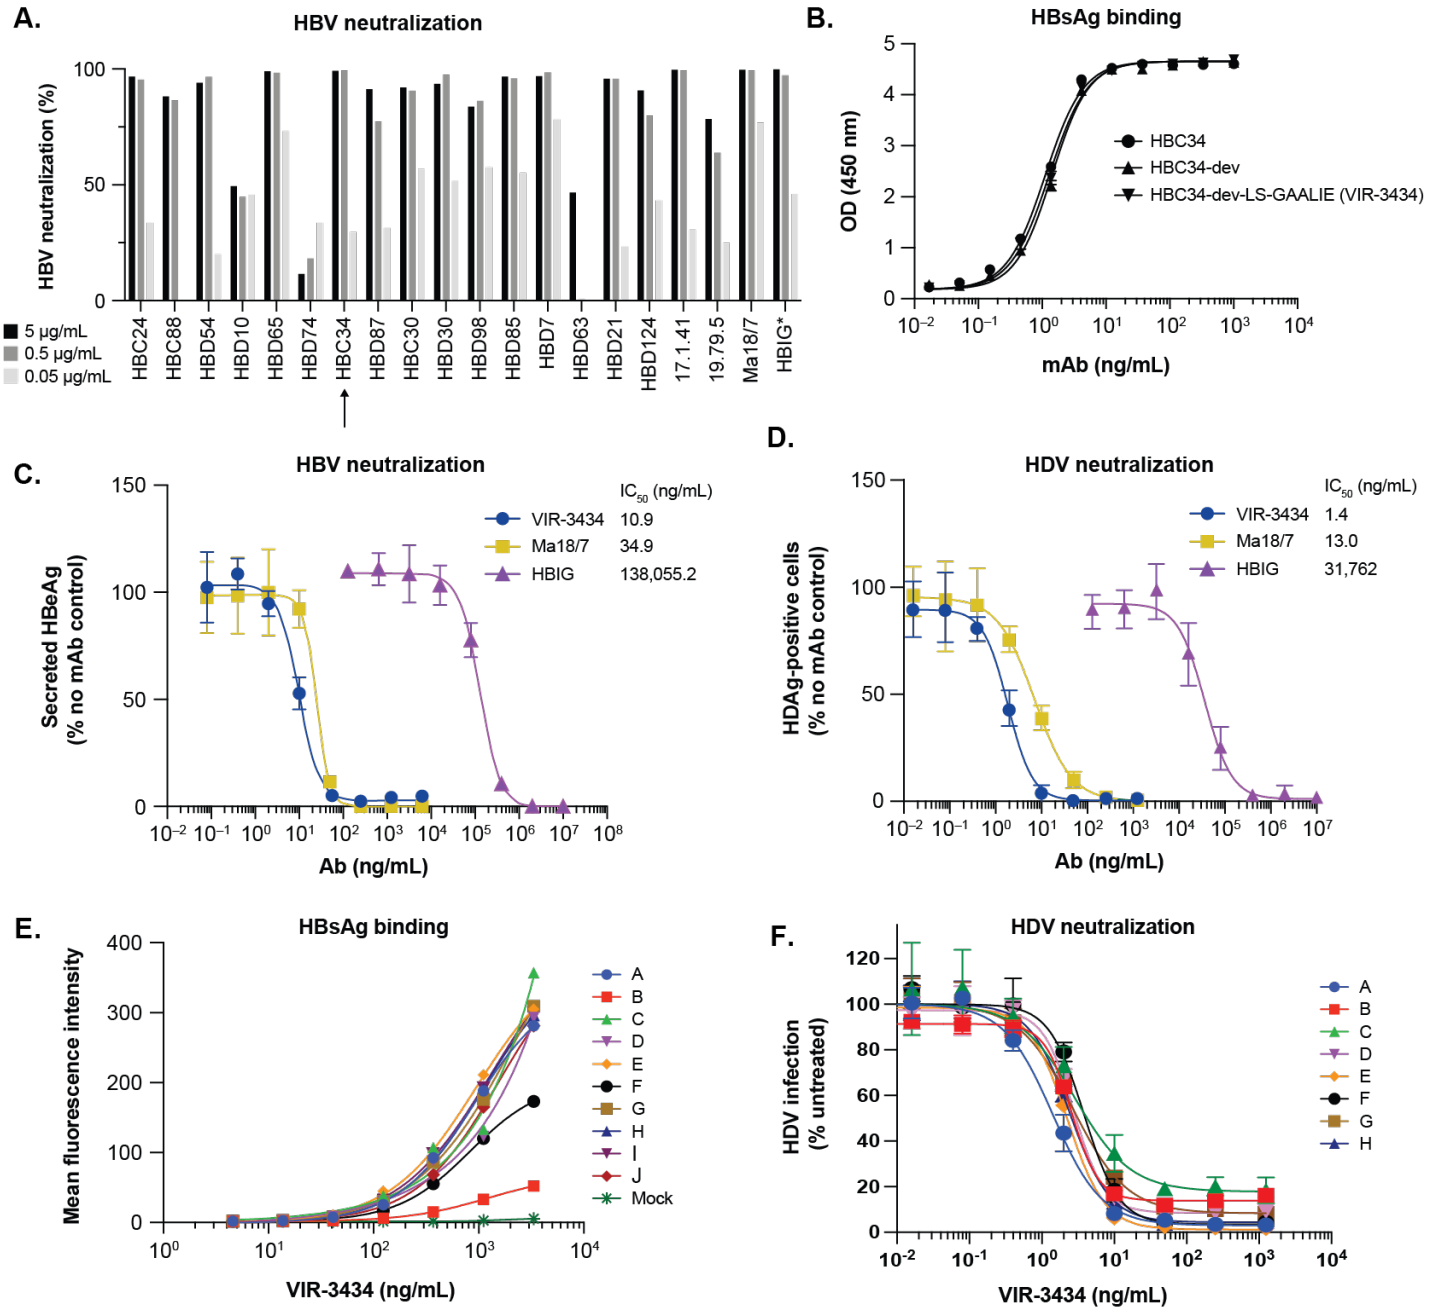 A.
HBV neutralization
HBV neutralization (%)
100
50
0
5 µg/mL
0.5 µg/mL
0.05 µg/mL
HBC24
HBC88
HBD54
HBD10
HBD65
HBD74
HBC34
HBD87
HBC30
HBD30
HBD98
HBD85
HBD7
HBD63
HBD21
HBD124
17.1.41
19.79.5
Ma18/7
HBIG*
B.
HBsAg binding
OD (450 nm)
5
4
3
2
1
0
HBC34
HBC34-dev
HBC34-dev-LS-GAALIE (VIR-3434)
10⁻² 10⁻¹ 10⁰ 10¹ 10² 10³ 10⁴
mAb (ng/mL)
C.
HBV neutralization
Secreted HBeAg
(% no mAb control)
150
100
50
0
IC₅₀ (ng/mL)
VIR-3434 10.9
Ma18/7 34.9
HBIG 138,055.2
10⁻² 10⁻¹ 10⁰ 10¹ 10² 10³ 10⁴ 10⁵ 10⁶ 10⁷ 10⁸
Ab (ng/mL)
D.
HDV neutralization
HDAg-positive cells
(% no mAb control)
150
100
50
0
IC₅₀ (ng/mL)
VIR-3434 1.4
Ma18/7 13.0
HBIG 31,762
10⁻² 10⁻¹ 10⁰ 10¹ 10² 10³ 10⁴ 10⁵ 10⁶ 10⁷
Ab (ng/mL)
E.
HBsAg binding
Mean fluorescence intensity
400
300
200
100
0
A
B
C
D
E
F
G
H
I
J
Mock
10⁰ 10¹ 10² 10³ 10⁴
VIR-3434 (ng/mL)
F.
HDV neutralization
HDV infection
(% untreated)
120
100
80
60
40
20
0
A
B
C
D
E
F
G
H
10⁻² 10⁻¹ 10⁰ 10¹ 10² 10³ 10⁴
VIR-3434 (ng/mL)